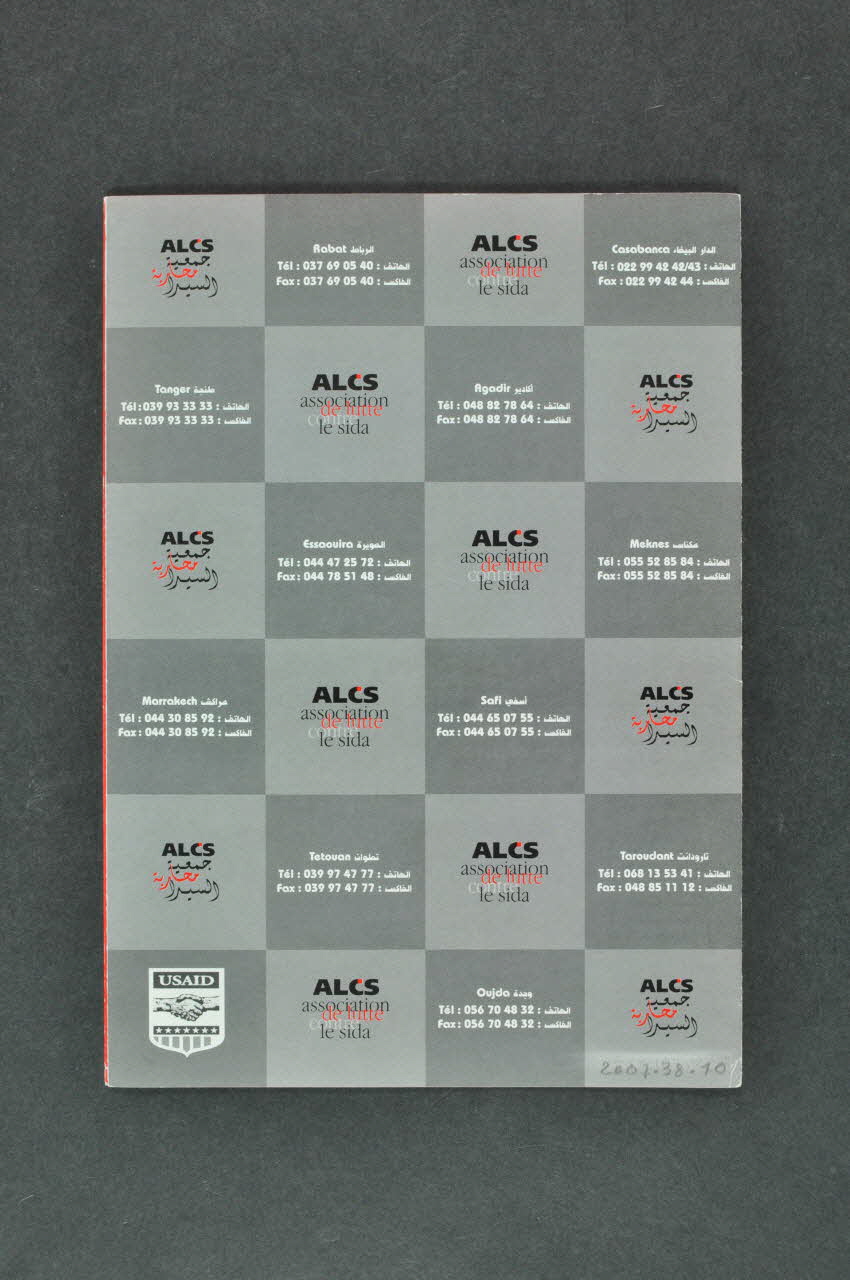 ALCS
جمعية
محاربة
السيدا
Rabat الرباط
Tél : 037 69 05 40 : الهاتف
Fax : 037 69 05 40 : الفاكس
ALCS
association
de lutte
contre
le sida
Casabanca الدار البيضاء
Tél : 022 99 42 42/43 : الهاتف
Fax : 022 99 42 44 : الفاكس
Tanger طنجة
Tél : 039 93 33 33 : الهاتف
Fax : 039 93 33 33 : الفاكس
ALCS
association
de lutte
contre
le sida
Agadir أكادير
Tél : 048 82 78 64 : الهاتف
Fax : 048 82 78 64 : الفاكس
ALCS
جمعية
محاربة
السيدا
ALCS
جمعية
محاربة
السيدا
Essaouira الصويرة
Tél : 044 47 25 72 : الهاتف
Fax : 044 78 51 48 : الفاكس
ALCS
association
de lutte
contre
le sida
Meknes مكناس
Tél : 055 52 85 84 : الهاتف
Fax : 055 52 85 84 : الفاكس
Marrakech مراكش
Tél : 044 30 85 92 : الهاتف
Fax : 044 30 85 92 : الفاكس
ALCS
association
de lutte
contre
le sida
Safi أسفي
Tél : 044 65 07 55 : الهاتف
Fax : 044 65 07 55 : الفاكس
ALCS
جمعية
محاربة
السيدا
ALCS
جمعية
محاربة
السيدا
Tetouan تطوان
Tél : 039 97 47 77 : الهاتف
Fax : 039 97 47 77 : الفاكس
ALCS
association
de lutte
contre
le sida
Taroudant تارودانت
Tél : 068 13 53 41 : الهاتف
Fax : 048 85 11 12 : الفاكس
USAID
ALCS
association
de lutte
contre
le sida
Oujda وجدة
Tél : 056 70 48 32 : الهاتف
Fax : 056 70 48 32 : الفاكس
ALCS
جمعية
محاربة
السيدا
2007.38.10